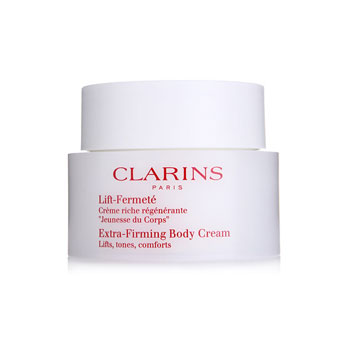 CLARINS
PARIS
Lift-Fermeté
Crème riche régénérante
"Jeunesse du Corps"
Extra-Firming Body Cream
Lifts, tones, comforts